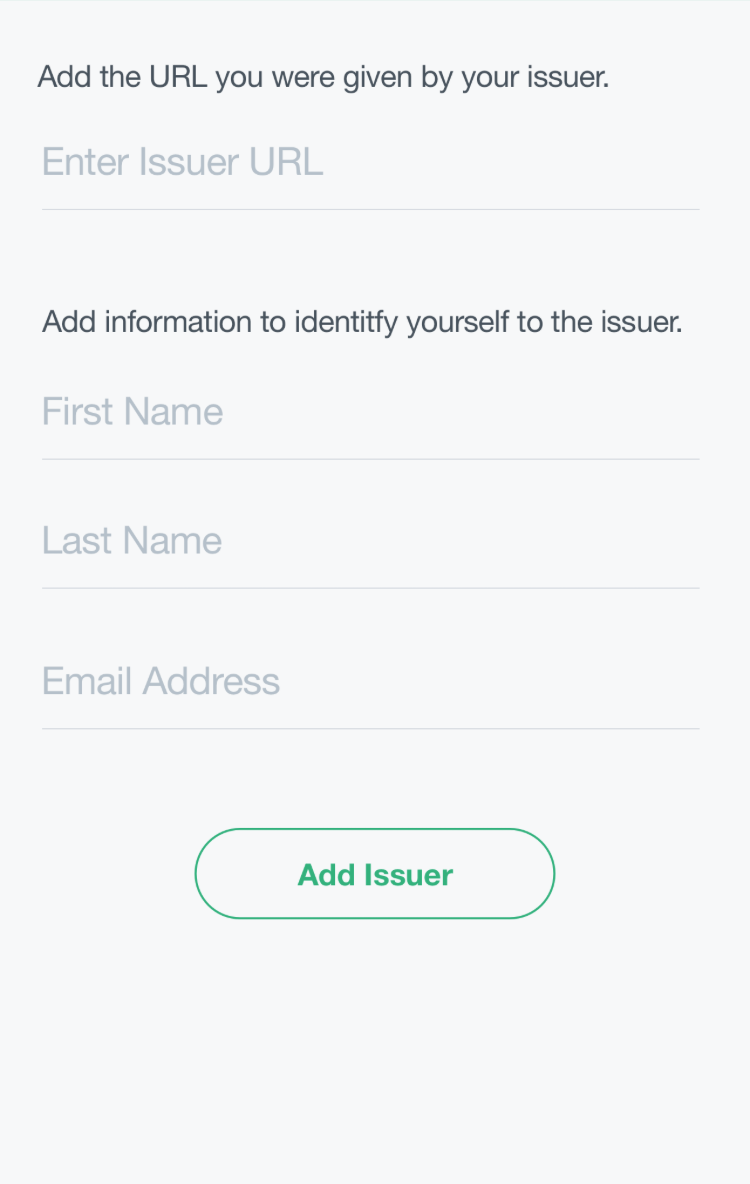 Add the URL you were given by your issuer.
Enter Issuer URL
Add information to identitfy yourself to the issuer.
First Name
Last Name
Email Address
Add Issuer